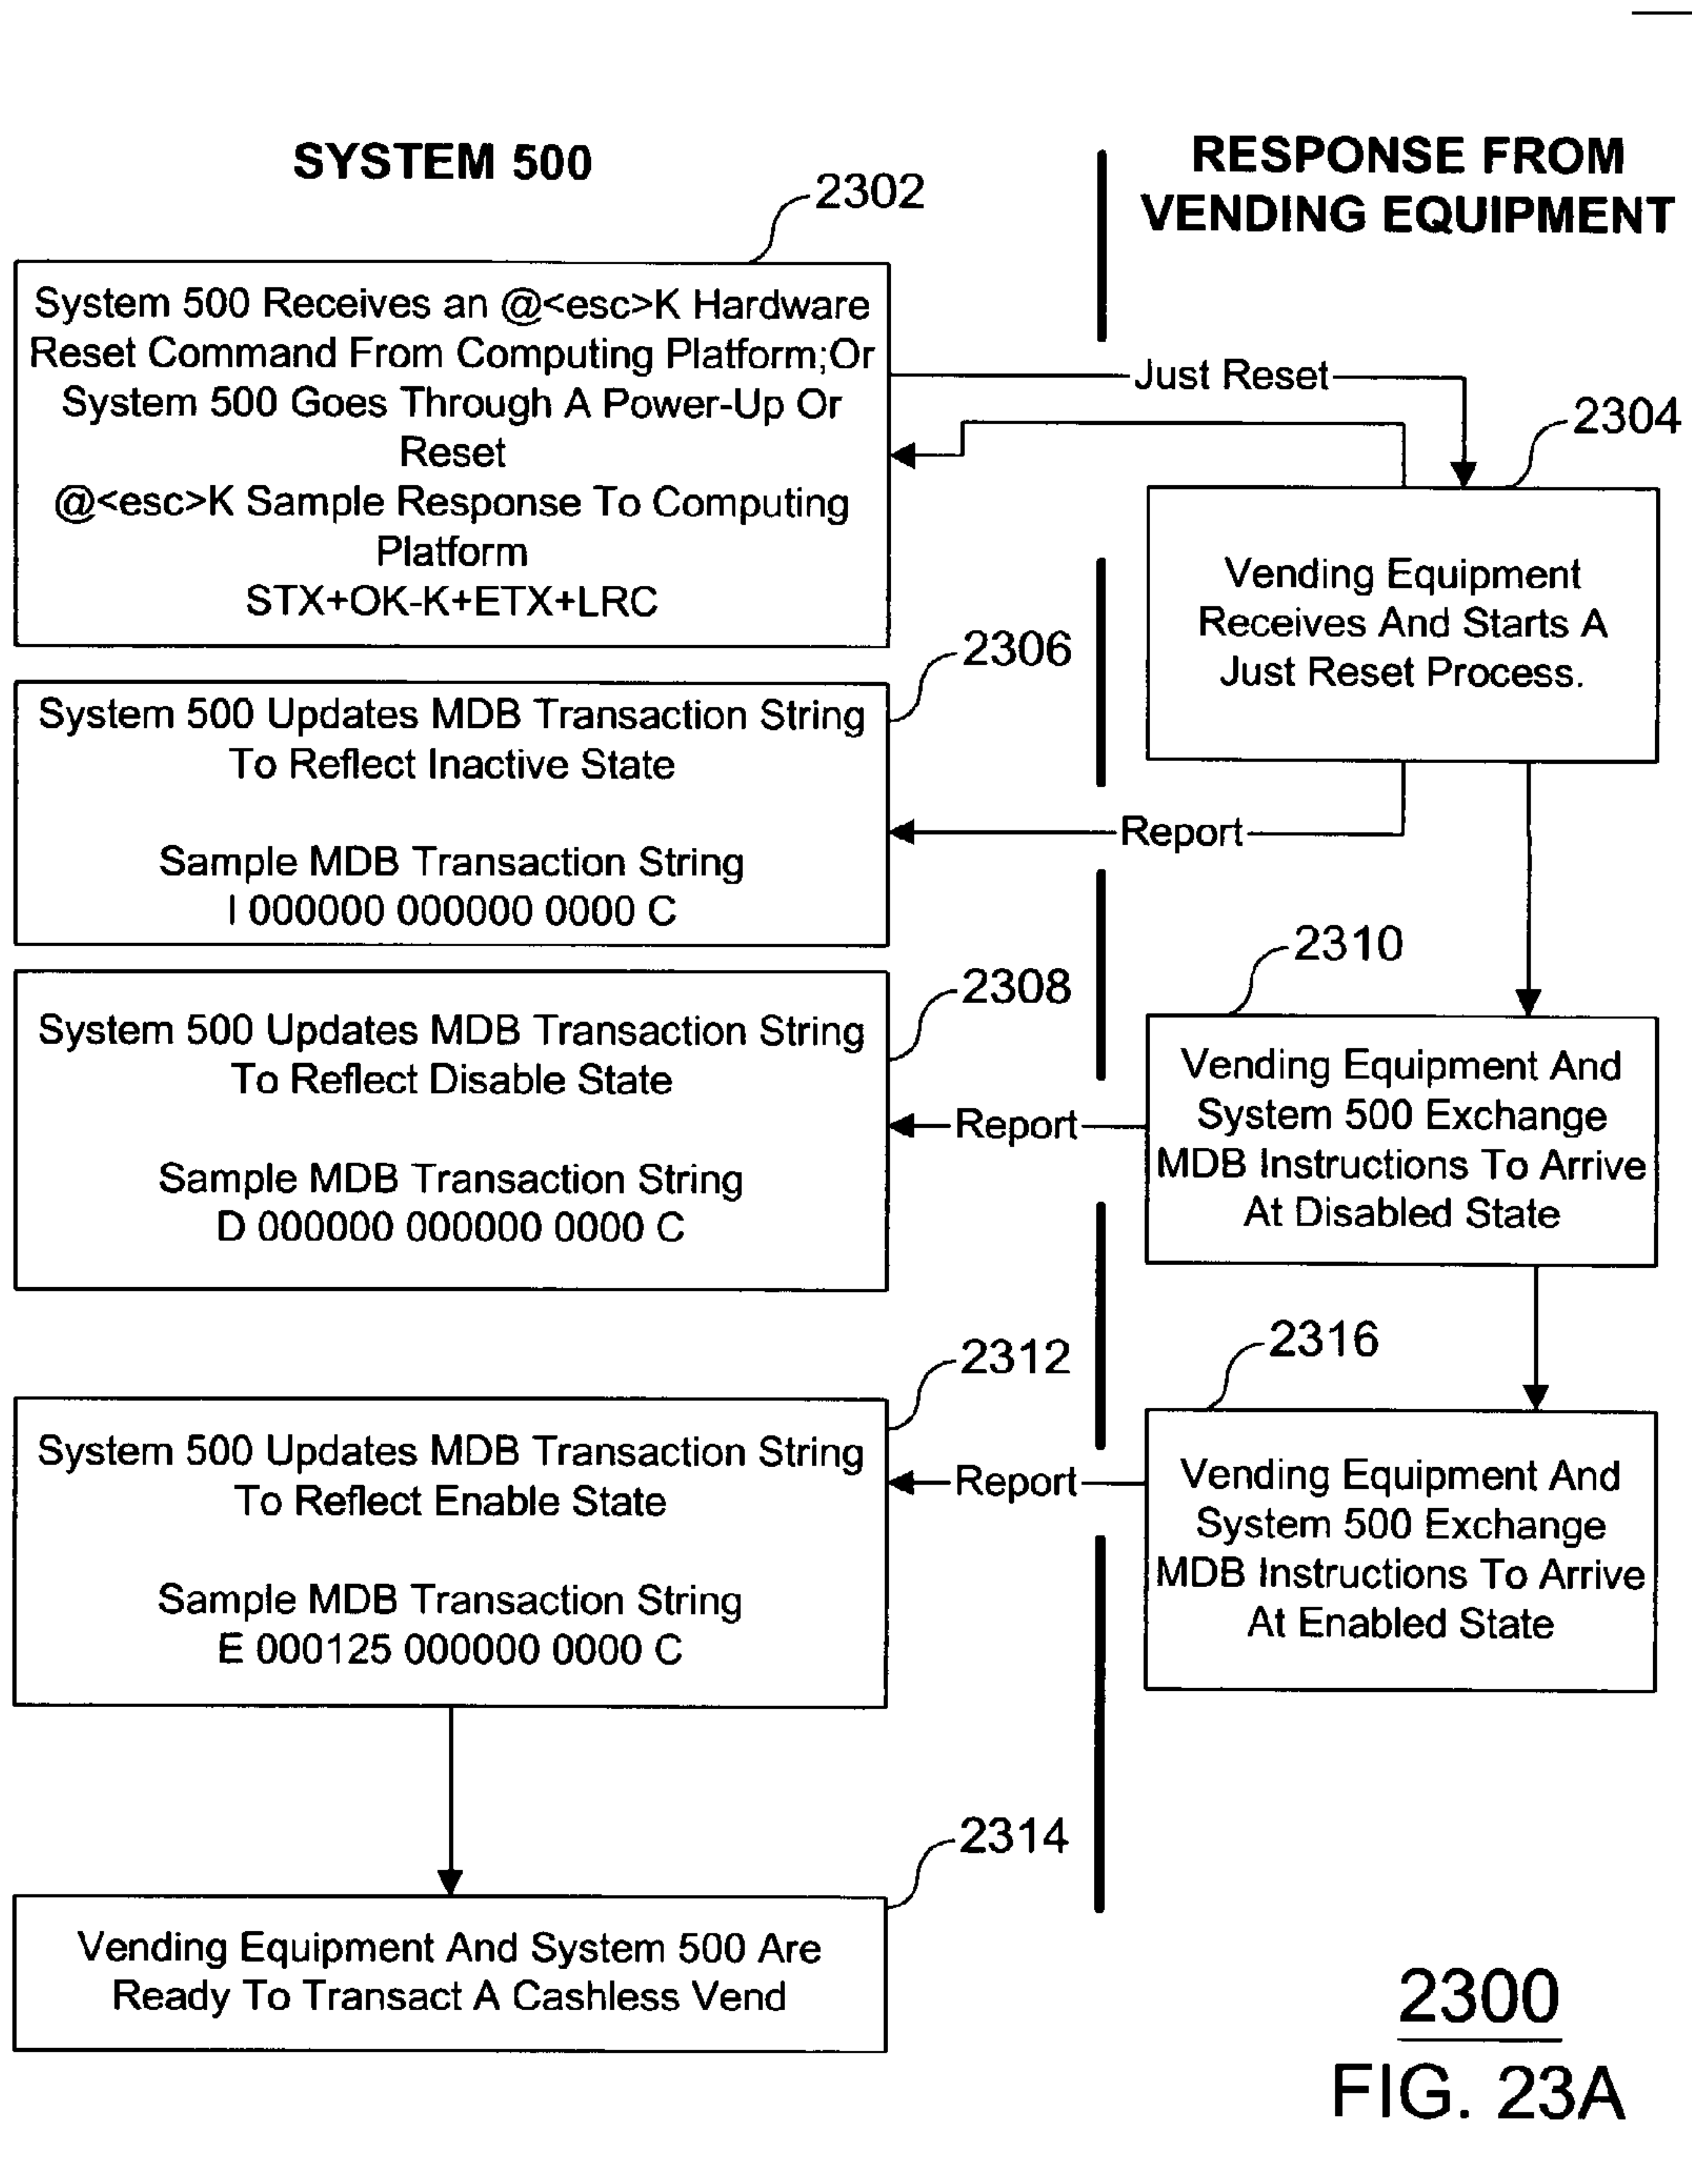 SYSTEM 500
RESPONSE FROM
VENDING EQUIPMENT
2302
System 500 Receives an @<esc>K Hardware
Reset Command From Computing Platform;Or
System 500 Goes Through A Power-Up Or
Reset
@<esc>K Sample Response To Computing
Platform
STX+OK-K+ETX+LRC
Just Reset
2304
Vending Equipment
Receives And Starts A
Just Reset Process.
2306
System 500 Updates MDB Transaction String
To Reflect Inactive State
Sample MDB Transaction String
I 000000 000000 0000 C
Report
2308
System 500 Updates MDB Transaction String
To Reflect Disable State
Sample MDB Transaction String
D 000000 000000 0000 C
Report
2310
Vending Equipment And
System 500 Exchange
MDB Instructions To Arrive
At Disabled State
2312
System 500 Updates MDB Transaction String
To Reflect Enable State
Sample MDB Transaction String
E 000125 000000 0000 C
Report
2316
Vending Equipment And
System 500 Exchange
MDB Instructions To Arrive
At Enabled State
2314
Vending Equipment And System 500 Are
Ready To Transact A Cashless Vend
2300
FIG. 23A